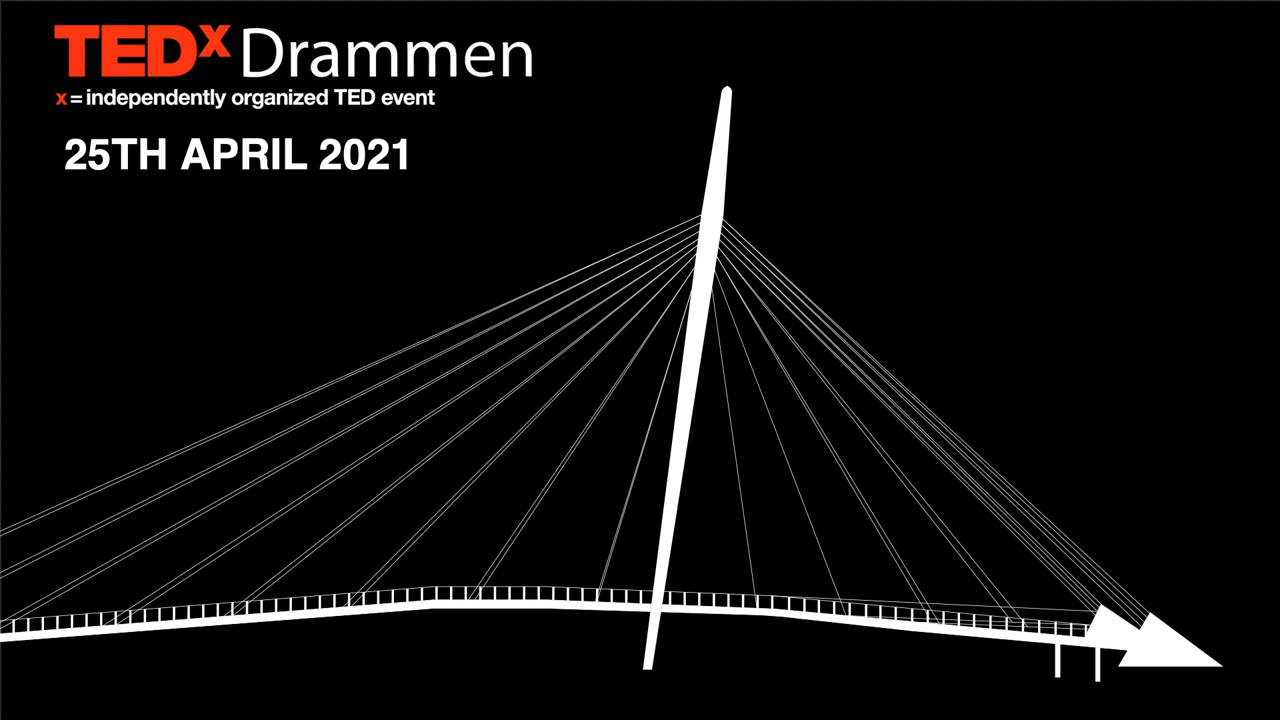 TEDx Drammen
x = independently organized TED event
25TH APRIL 2021